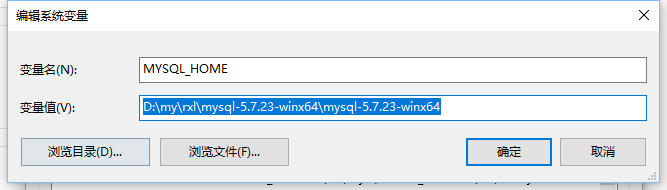 编辑系统变量
变量名(N):
MYSQL_HOME
变量值(V):
D:\my\rxl\mysql-5.7.23-winx64\mysql-5.7.23-winx64
浏览目录(D)...
浏览文件(F)...
确定
取消